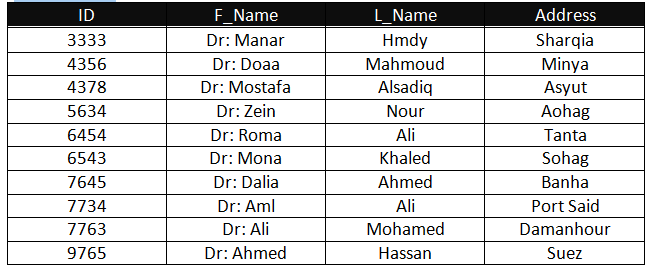 ID F_Name L_Name Address
3333 Dr: Manar Hmdy Sharqia
4356 Dr: Doaa Mahmoud Minya
4378 Dr: Mostafa Alsadiq Asyut
5634 Dr: Zein Nour Aohag
6454 Dr: Roma Ali Tanta
6543 Dr: Mona Khaled Sohag
7645 Dr: Dalia Ahmed Banha
7734 Dr: Aml Ali Port Said
7763 Dr: Ali Mohamed Damanhour
9765 Dr: Ahmed Hassan Suez